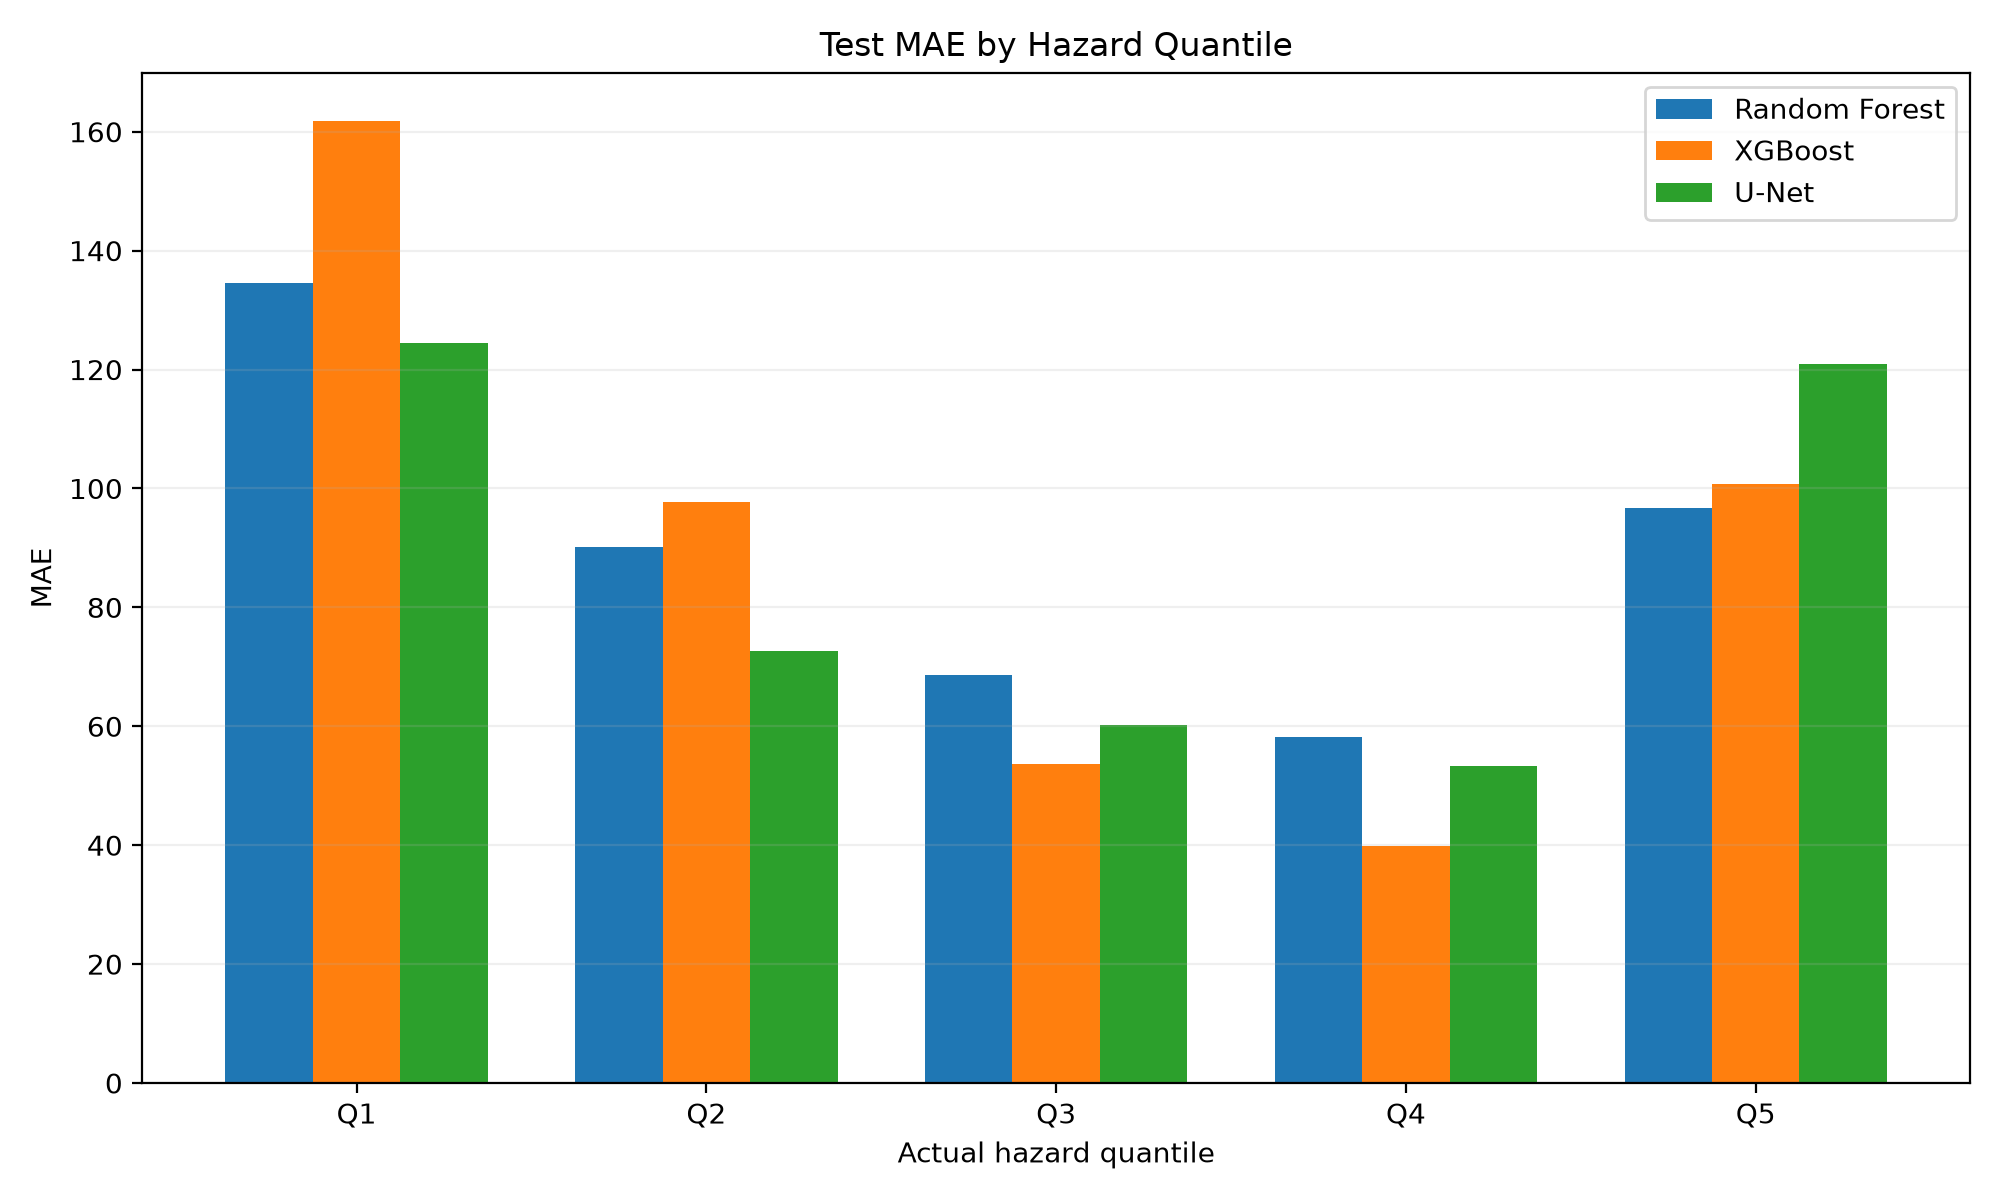 Test MAE by Hazard Quantile
Random Forest
XGBoost
U-Net
MAE
160
140
120
100
80
60
40
20
0
Q1 Q2 Q3 Q4 Q5
Actual hazard quantile